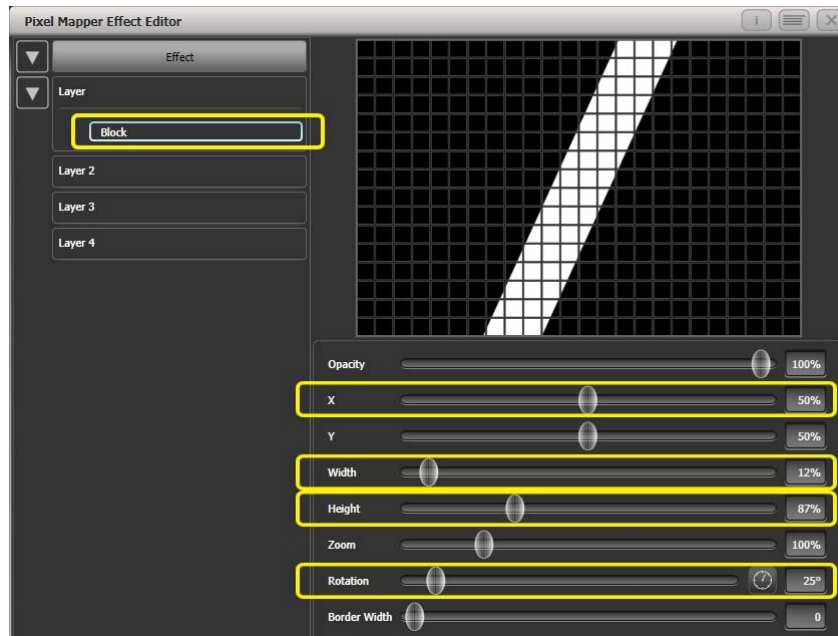 Pixel Mapper Effect Editor
Effect
Layer
Block
Layer 2
Layer 3
Layer 4
Opacity 100%
X 50%
Y 50%
Width 12%
Height 87%
Zoom 100%
Rotation 25°
Border Width 0